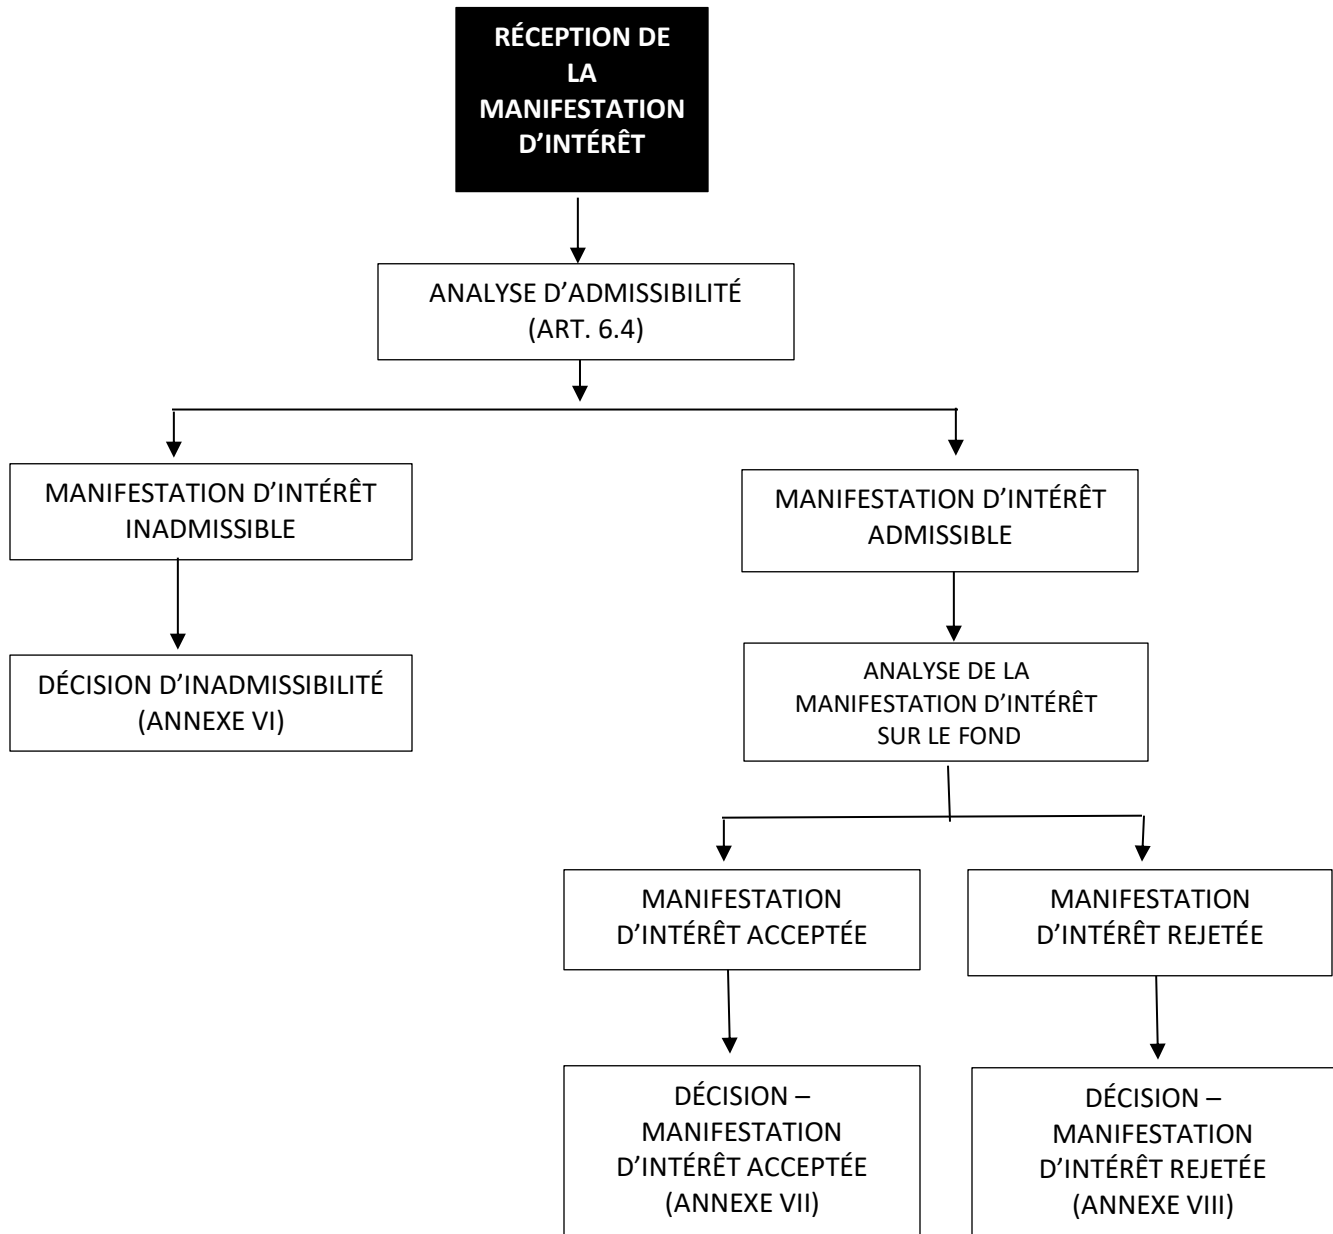 RÉCEPTION DE
LA
MANIFESTATION
D’INTÉRÊT
ANALYSE D’ADMISSIBILITÉ
(ART. 6.4)
MANIFESTATION D’INTÉRÊT
INADMISSIBLE
MANIFESTATION D’INTÉRÊT
ADMISSIBLE
DÉCISION D’INADMISSIBILITÉ
(ANNEXE VI)
ANALYSE DE LA
MANIFESTATION D’INTÉRÊT
SUR LE FOND
MANIFESTATION
D’INTÉRÊT ACCEPTÉE
MANIFESTATION
D’INTÉRÊT REJETÉE
DÉCISION –
MANIFESTATION
D’INTÉRÊT ACCEPTÉE
(ANNEXE VII)
DÉCISION –
MANIFESTATION
D’INTÉRÊT REJETÉE
(ANNEXE VIII)